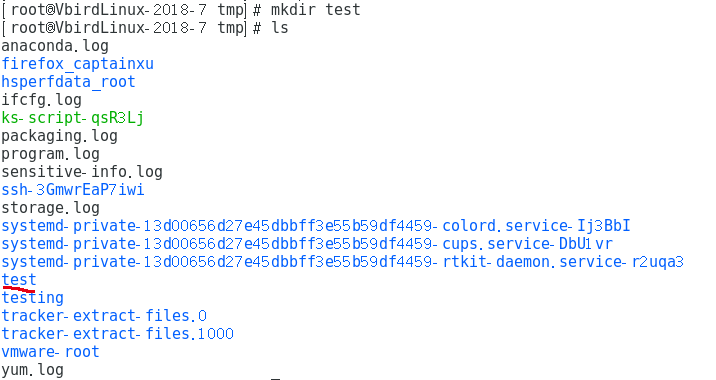 [root@VbirdLinux-2018-7 tmp]# mkdir test
[root@VbirdLinux-2018-7 tmp]# ls
anaconda.log
firefox_captainxu
hsperfdata_root
ifcfg.log
ks-script-qsR3Lj
packaging.log
program.log
sensitive-info.log
ssh-3GmwrEaP7iwi
storage.log
systemd-private-13d00656d27e45dbbff3e55b59df4459-colord.service-Ij3BbI
systemd-private-13d00656d27e45dbbff3e55b59df4459-cups.service-DbU1vr
systemd-private-13d00656d27e45dbbff3e55b59df4459-rtkit-daemon.service-r2uqa3
test
testing
tracker-extract-files.0
tracker-extract-files.1000
vmware-root
yum.log